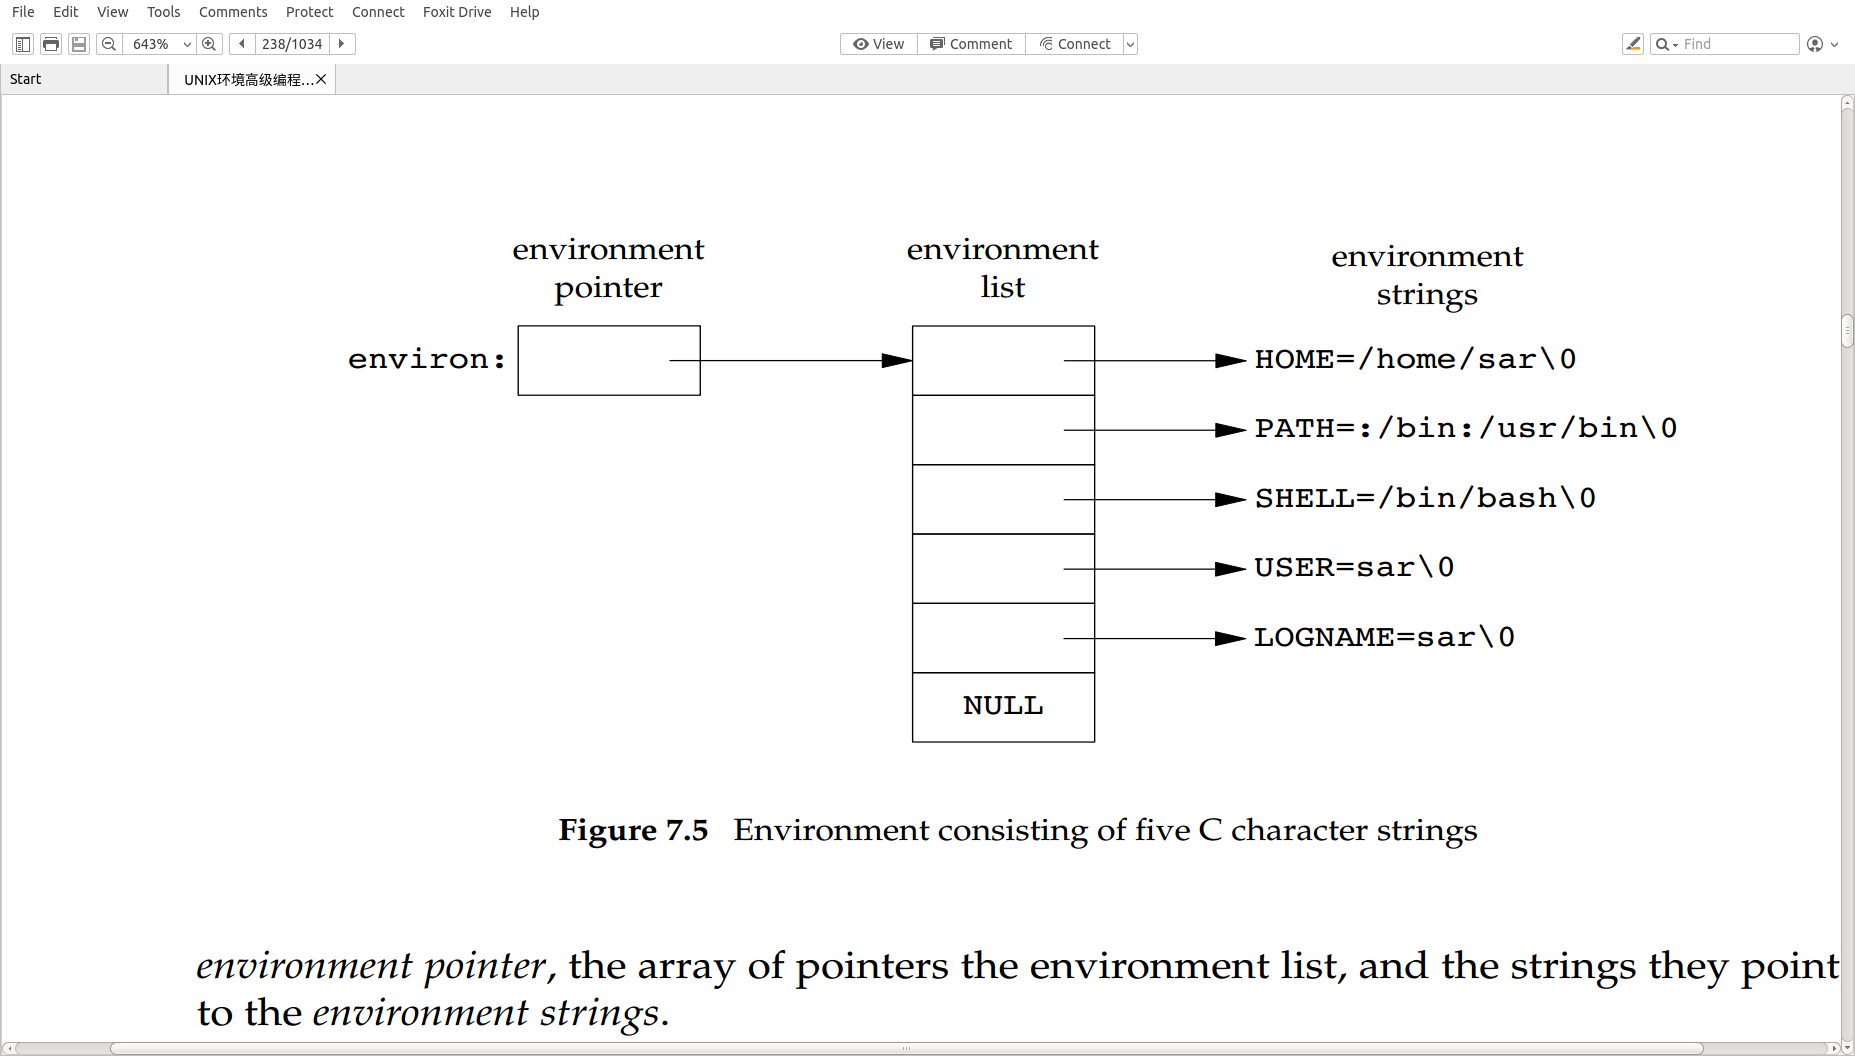 File Edit View Tools Comments Protect Connect Foxit Drive Help
643% 238/1034 View Comment Connect Find
Start UNIX环境高级编程...
environment environment environment
pointer list strings
environ: HOME=/home/sar\0
PATH=:/bin:/usr/bin\0
SHELL=/bin/bash\0
USER=sar\0
LOGNAME=sar\0
NULL
Figure 7.5 Environment consisting of five C character strings
environment pointer, the array of pointers the environment list, and the strings they point
to the environment strings.